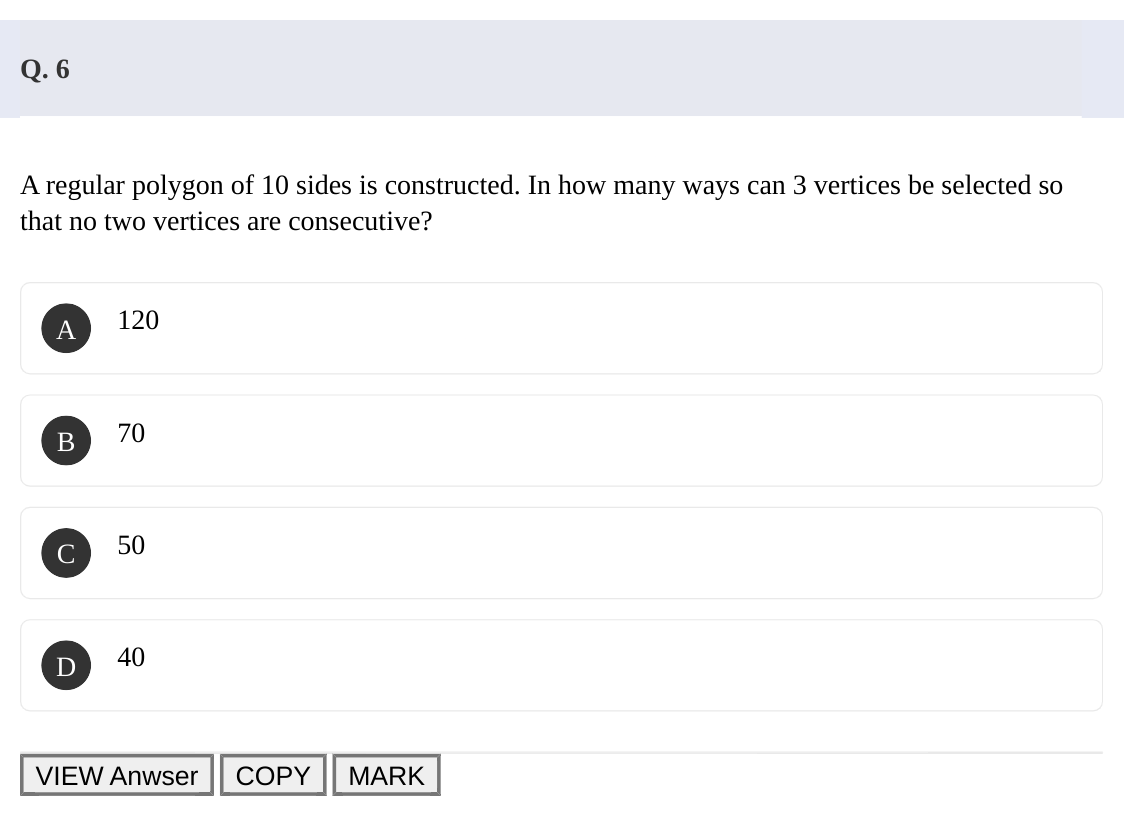 Q. 6
A regular polygon of 10 sides is constructed. In how many ways can 3 vertices be selected so
that no two vertices are consecutive?
A 120
B 70
C 50
D 40
VIEW Anwser COPY MARK